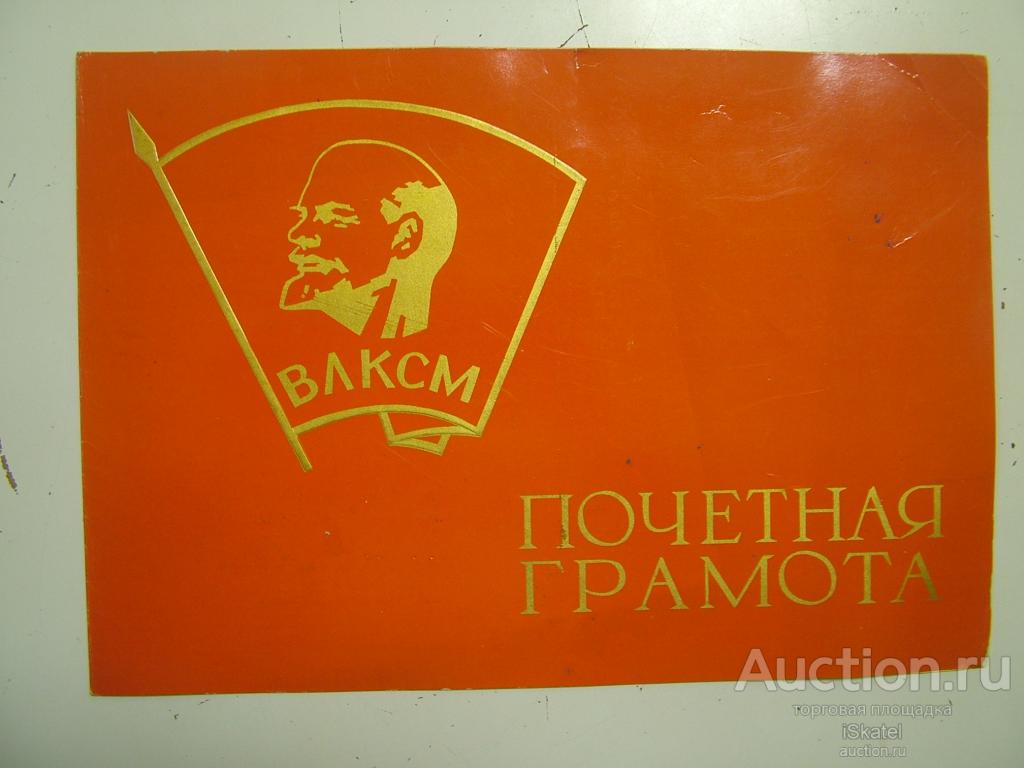 ВЛКСМ
ПОЧЕТНАЯ
ГРАМОТА
Auction.ru
торговая площадка
iSkatel
auction.ru